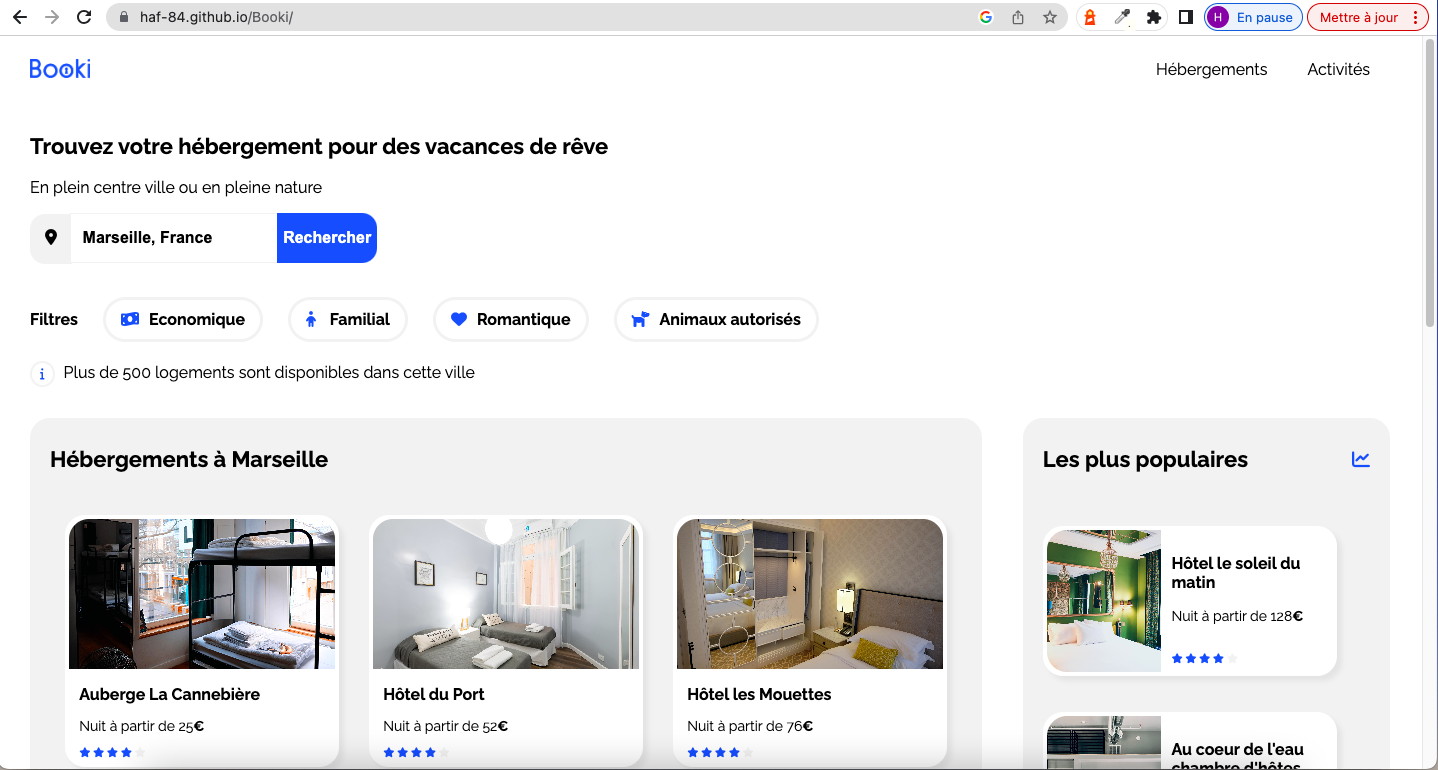 haf-84.github.io/Booki/
H
En pause
Mettre à jour
Booki
Hébergements
Activités
Trouvez votre hébergement pour des vacances de rêve
En plein centre ville ou en pleine nature
Marseille, France
Rechercher
Filtres
Economique
Familial
Romantique
Animaux autorisés
Plus de 500 logements sont disponibles dans cette ville
Hébergements à Marseille
Auberge La Cannebière
Nuit à partir de 25€
Hôtel du Port
Nuit à partir de 52€
Hôtel les Mouettes
Nuit à partir de 76€
Les plus populaires
Hôtel le soleil du
matin
Nuit à partir de 128€
Au coeur de l'eau
chambre d'hôtes